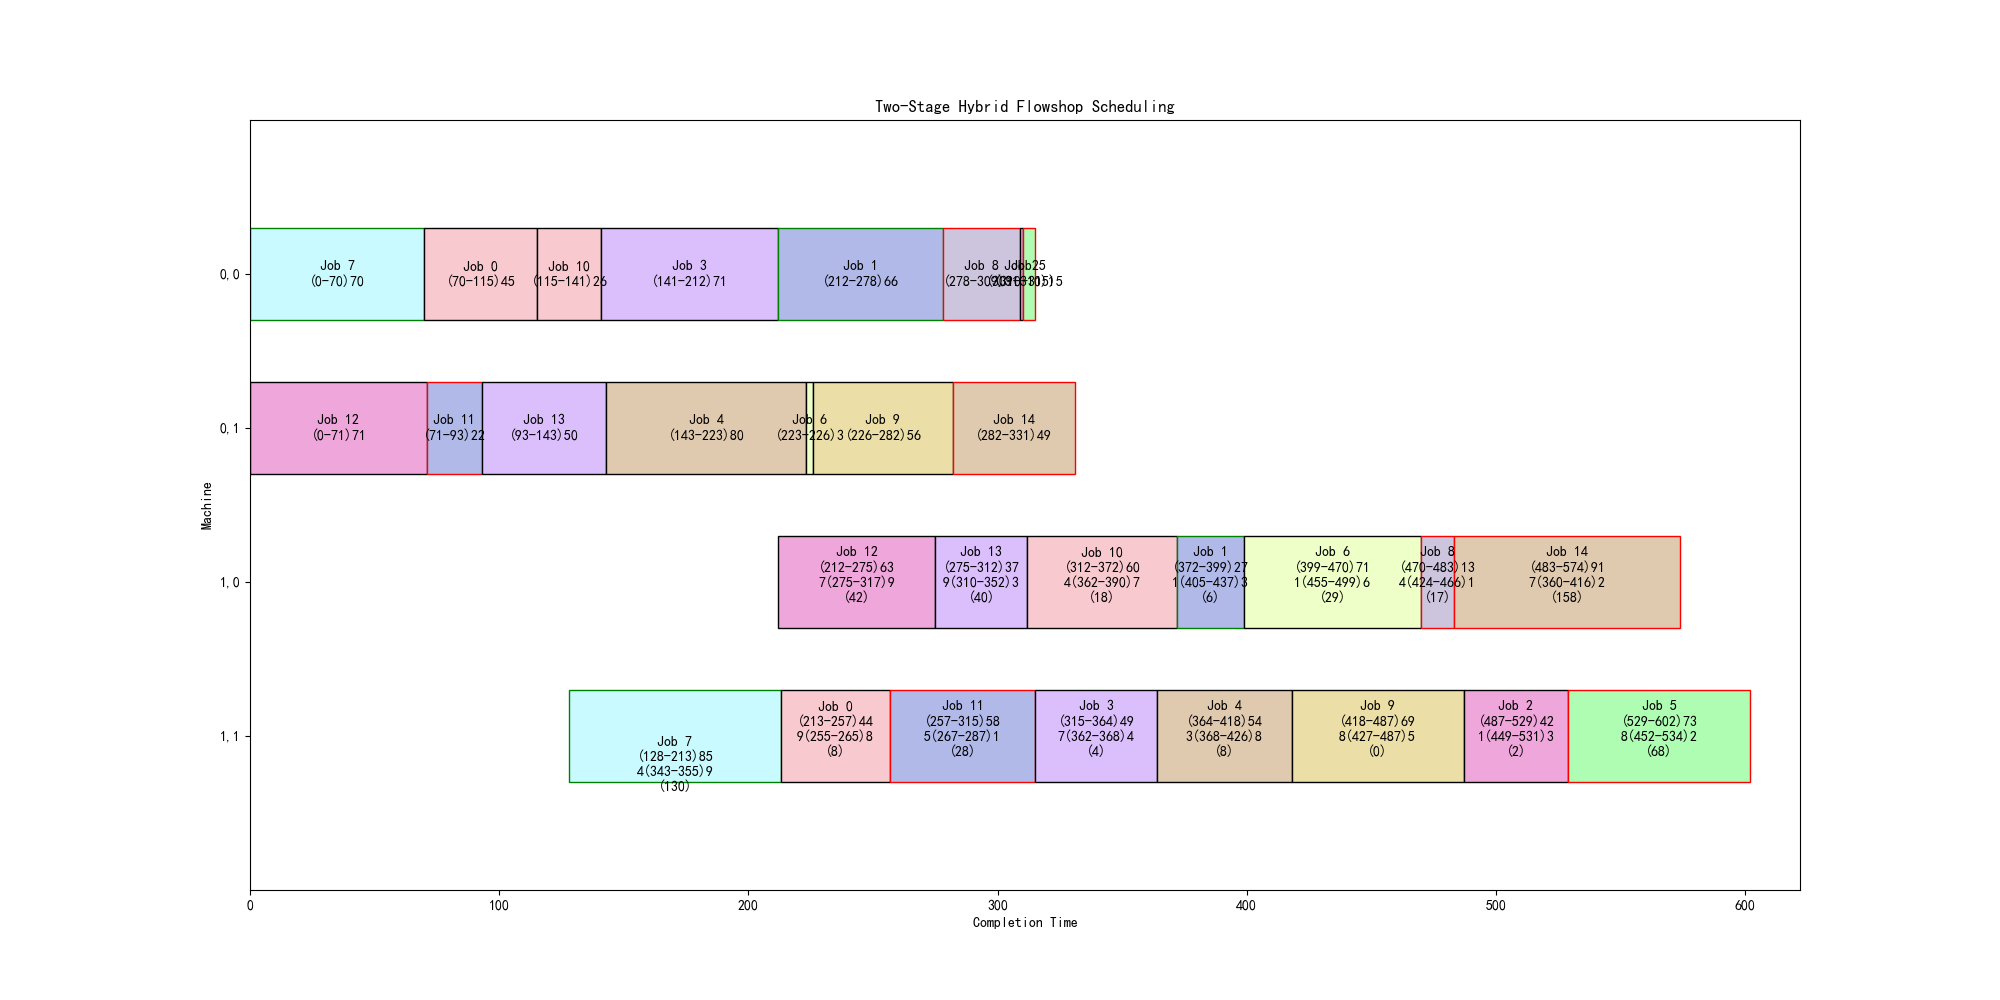 Two-Stage Hybrid Flowshop Scheduling
Machine
0,0
Job 7
(0-70)70
Job 0
(70-115)45
Job 10
(115-141)26
Job 3
(141-212)71
Job 1
(212-278)66
Job 8
0,1
Job 12
(0-71)71
Job 11
(71-93)22
Job 13
(93-143)50
Job 4
(143-223)80
Job 6
(223-226)3
Job 9
(226-282)56
Job 14
(282-331)49
1,0
Job 12
(212-275)63
7(275-317)9
(42)
Job 13
(275-312)37
9(310-352)3
(40)
Job 10
(312-372)60
4(362-390)7
(18)
Job 1
(372-399)27
1(405-437)3
(6)
Job 6
(399-470)71
1(455-499)6
(29)
Job 8
(470-483)13
4(424-466)1
(17)
Job 14
(483-574)91
7(360-416)2
(158)
1,1
Job 7
(128-213)85
4(343-355)9
(130)
Job 0
(213-257)44
9(255-265)8
(8)
Job 11
(257-315)58
5(267-287)1
(28)
Job 3
(315-364)49
7(362-368)4
(4)
Job 4
(364-418)54
3(368-426)8
(8)
Job 9
(418-487)69
8(427-487)5
(0)
Job 2
(487-529)42
1(449-531)3
(2)
Job 5
(529-602)73
8(452-534)2
(68)
0
100
200
300
400
500
600
Completion Time